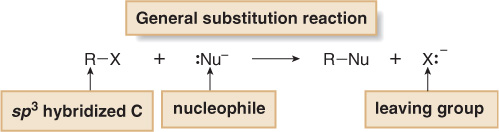 General substitution reaction
R–X + :Nu⁻ ⟶ R–Nu + X:⁻
sp³ hybridized C nucleophile leaving group